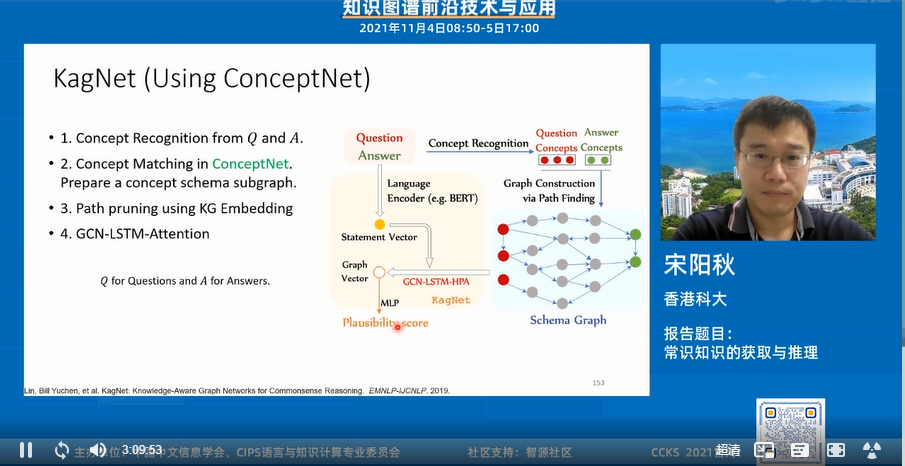 知识图谱前沿技术与应用
2021年11月4日08:50-5日17:00
KagNet (Using ConceptNet)
• 1. Concept Recognition from Q and A.
• 2. Concept Matching in ConceptNet.
Prepare a concept schema subgraph.
• 3. Path pruning using KG Embedding
• 4. GCN-LSTM-Attention
Q for Questions and A for Answers.
Question
Answer
Concept Recognition
Question
Concepts
Answer
Concepts
Language
Encoder (e.g. BERT)
Graph Construction
via Path Finding
Statement Vector
Graph
Vector
GCN-LSTM-HPA
KagNet
MLP
Plausibility score
Schema Graph
153
Lin, Bill Yuchen, et al. KagNet: Knowledge-Aware Graph Networks for Commonsense Reasoning. EMNLP-IJCNLP. 2019.
宋阳秋
香港科大
报告题目：
常识知识的获取与推理
3:09:53
主办单位：中国中文信息学会、CIPS语言与知识计算专业委员会
社区支持：智源社区
CCKS 2021
超清